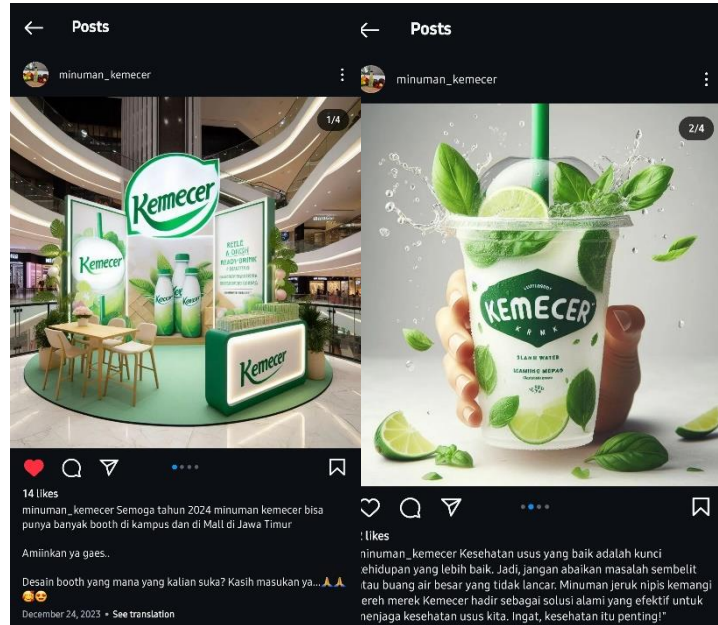 Posts
minuman_kemecer
1/4
Kemecer
Kemecer
Kemecer
14 likes
minuman_kemecer Semoga tahun 2024 minuman kemecer bisa
punya banyak booth di kampus dan di Mall di Jawa Timur
Amiinkan ya gaes..
Desain booth yang mana yang kalian suka? Kasih masukan ya...🙏🙏
🥰😍
December 24, 2023 • See translation
Posts
minuman_kemecer
2/4
KEMECER
KRNK
likes
minuman_kemecer Kesehatan usus yang baik adalah kunci
kehidupan yang lebih baik. Jadi, jangan abaikan masalah sembelit
atau buang air besar yang tidak lancar. Minuman jeruk nipis kemangi
sereh merek Kemecer hadir sebagai solusi alami yang efektif untuk
menjaga kesehatan usus kita. Ingat, kesehatan itu penting!"